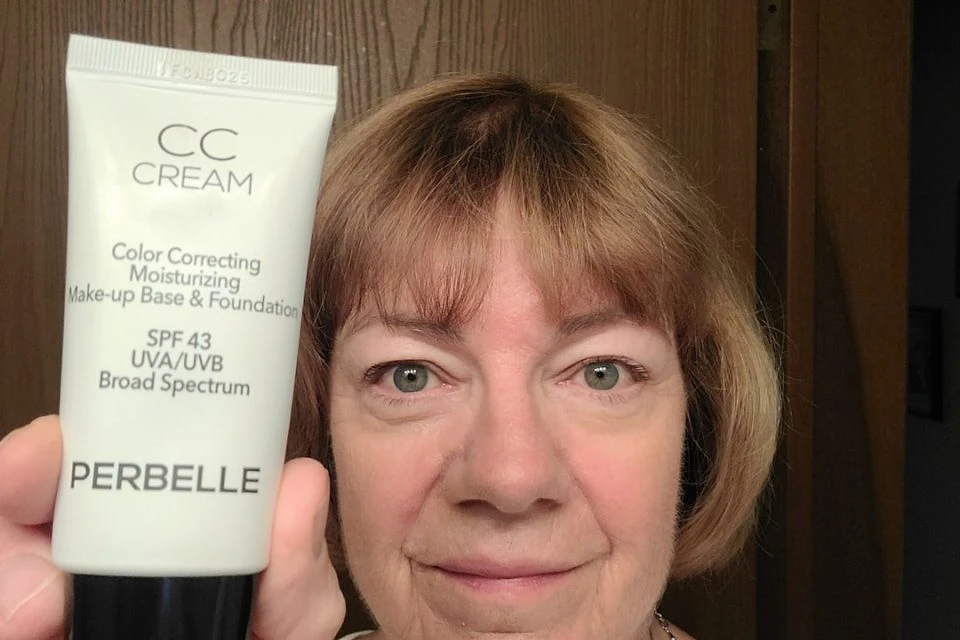 CC
CREAM
Color Correcting
Moisturizing
Make-up Base & Foundation
SPF 43
UVA/UVB
Broad Spectrum
PERBELLE